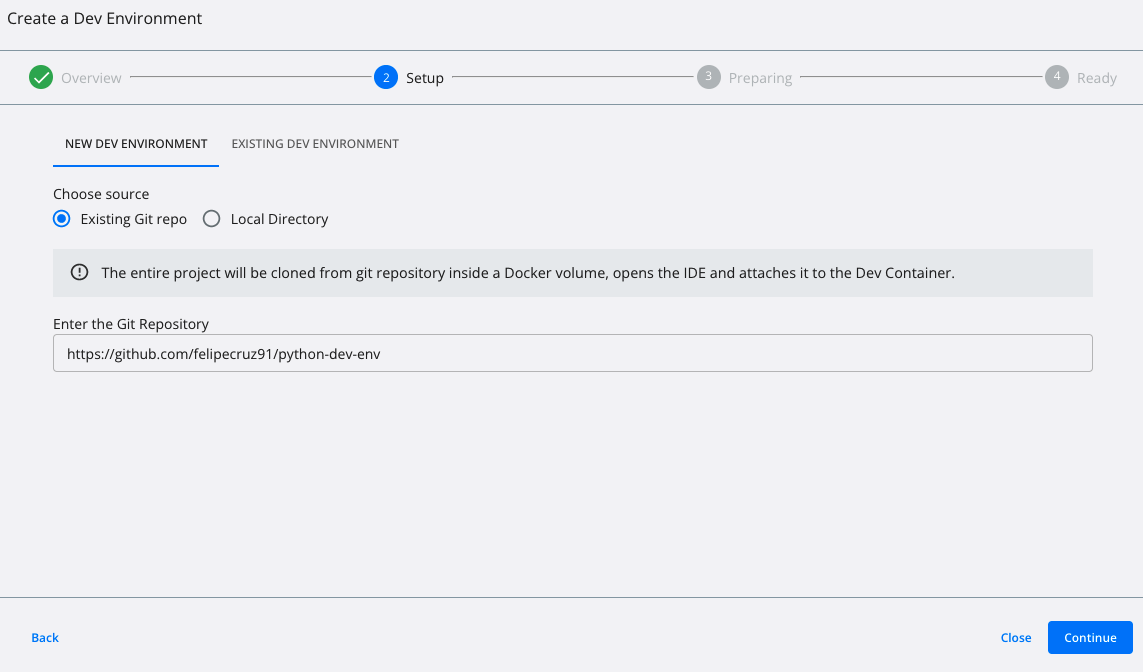 Create a Dev Environment
Overview 2 Setup 3 Preparing 4 Ready
NEW DEV ENVIRONMENT EXISTING DEV ENVIRONMENT
Choose source
Existing Git repo Local Directory
The entire project will be cloned from git repository inside a Docker volume, opens the IDE and attaches it to the Dev Container.
Enter the Git Repository
https://github.com/felipecruz91/python-dev-env
Back Close Continue